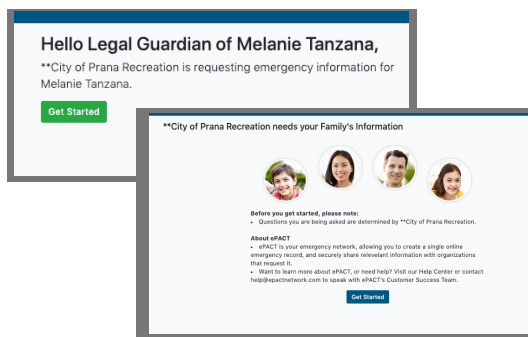 Hello Legal Guardian of Melanie Tanzana,
**City of Prana Recreation is requesting emergency information for
Melanie Tanzana.
Get Started
**City of Prana Recreation needs your Family's Information
Before you get started, please note:
• Questions you are being asked are determined by **City of Prana Recreation.
About ePACT
• ePACT is your emergency network, allowing you to create a single online
emergency record, and securely share relevelant information with organizations
that request it.
• Want to learn more about ePACT, or need help? Visit our Help Center or contact
help@epactnetwork.com to speak with ePACT's Customer Success Team.
Get Started